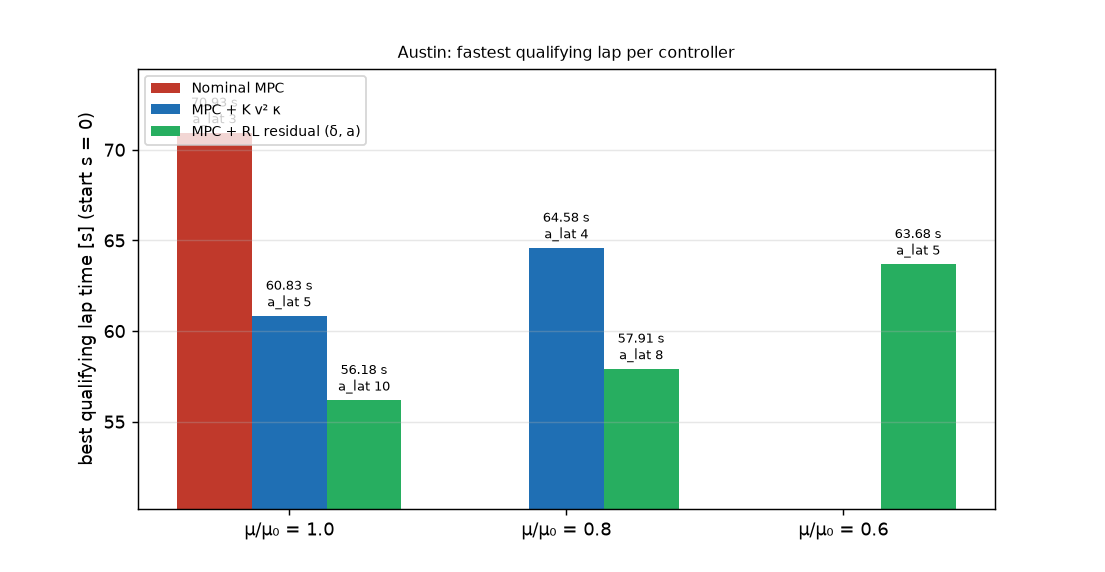 Austin: fastest qualifying lap per controller
best qualifying lap time [s] (start s = 0)
70
65
60
55
Nominal MPC
MPC + K v² κ
MPC + RL residual (δ, a)
70.93 s
a_lat 3
60.83 s
a_lat 5
56.18 s
a_lat 10
64.58 s
a_lat 4
57.91 s
a_lat 8
63.68 s
a_lat 5
μ/μ₀ = 1.0
μ/μ₀ = 0.8
μ/μ₀ = 0.6